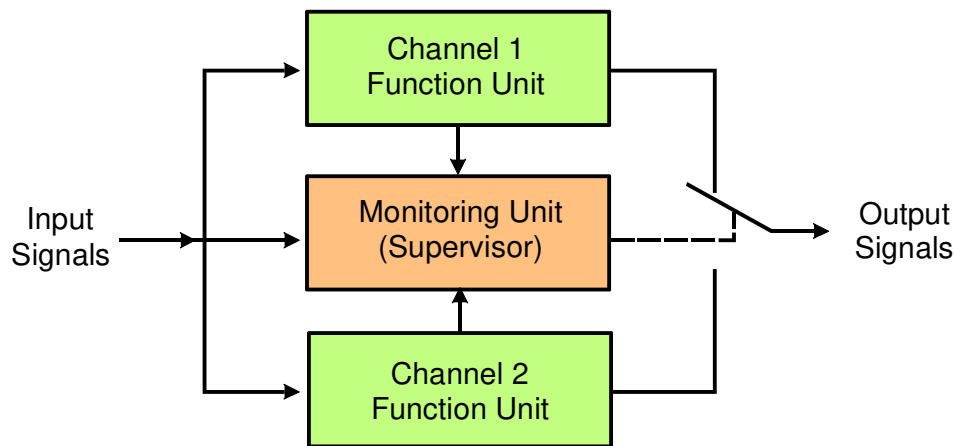 Channel 1
Function Unit
Input
Signals
Monitoring Unit
(Supervisor)
Output
Signals
Channel 2
Function Unit